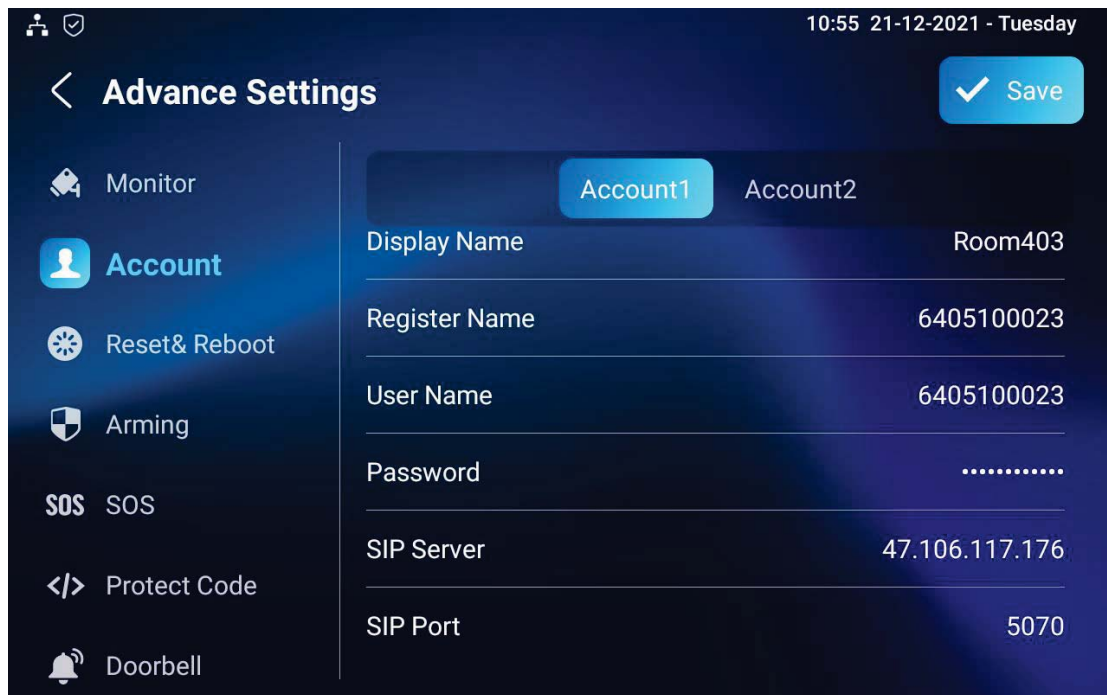 10:55 21-12-2021 - Tuesday
Advance Settings
Save
Monitor
Account
Reset& Reboot
Arming
SOS SOS
</> Protect Code
Doorbell
Account1 Account2
Display Name Room403
Register Name 6405100023
User Name 6405100023
Password ••••••••••••
SIP Server 47.106.117.176
SIP Port 5070